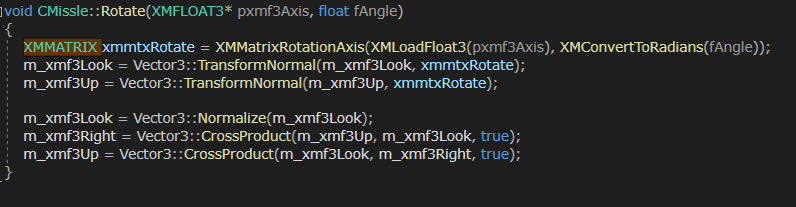 void CMissle::Rotate(XMFLOAT3* pxmf3Axis, float fAngle)
{
XMMATRIX xmmtxRotate = XMMatrixRotationAxis(XMLoadFloat3(pxmf3Axis), XMConvertToRadians(fAngle));
m_xmf3Look = Vector3::TransformNormal(m_xmf3Look, xmmtxRotate);
m_xmf3Up = Vector3::TransformNormal(m_xmf3Up, xmmtxRotate);
m_xmf3Look = Vector3::Normalize(m_xmf3Look);
m_xmf3Right = Vector3::CrossProduct(m_xmf3Up, m_xmf3Look, true);
m_xmf3Up = Vector3::CrossProduct(m_xmf3Look, m_xmf3Right, true);
}